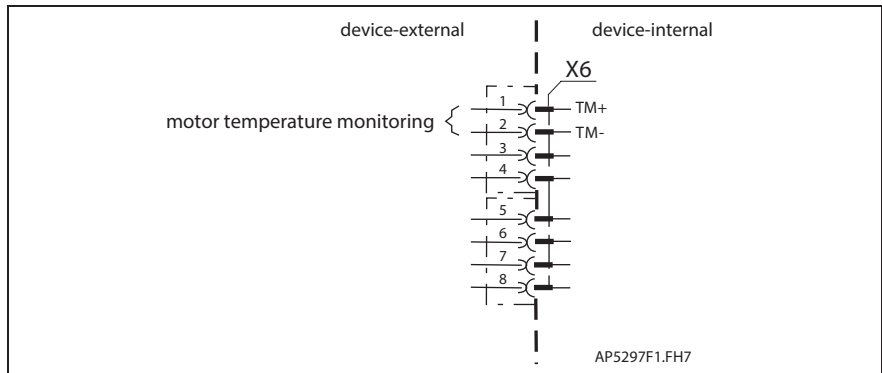 device-external device-internal
X6
1 TM+
motor temperature monitoring { 2 TM-
3
4
5
6
7
8
AP5297F1.FH7